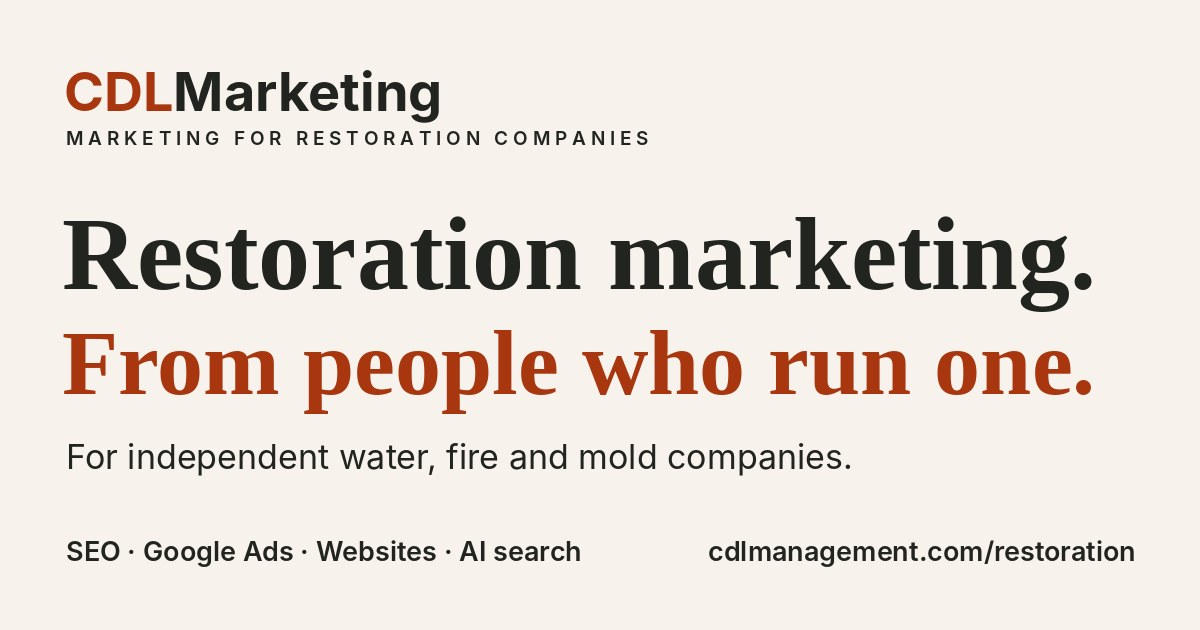 CDLMarketing
MARKETING FOR RESTORATION COMPANIES
Restoration marketing.
From people who run one.
For independent water, fire and mold companies.
SEO · Google Ads · Websites · AI search
cdlmanagement.com/restoration